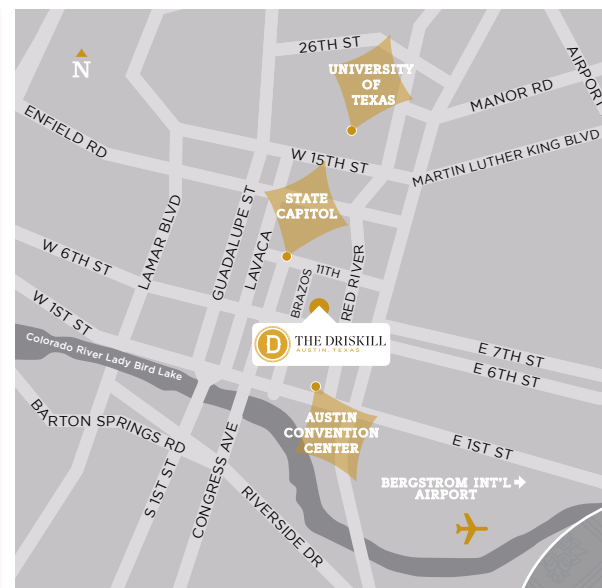 26TH ST
AIRPORT
N
UNIVERSITY
OF
TEXAS
MANOR RD
ENFIELD RD
W 15TH ST
MARTIN LUTHER KING BLVD
LAMAR BLVD
GUADALUPE ST
STATE
CAPITOL
LAVACA
W 6TH ST
BRAZOS
11TH
RED RIVER
W 1ST ST
D
THE DRISKILL
AUSTIN, TEXAS
E 7TH ST
E 6TH ST
Colorado River Lady Bird Lake
BARTON SPRINGS RD
AUSTIN
CONVENTION
CENTER
E 1ST ST
S 1ST ST
CONGRESS AVE
RIVERSIDE DR
BERGSTROM INT'L
AIRPORT